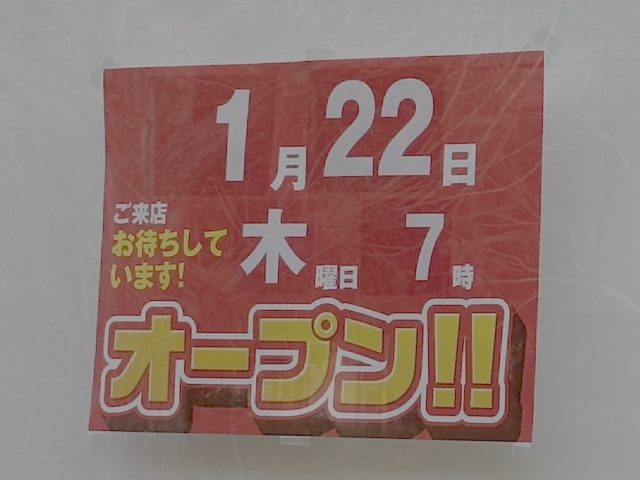 1月22日
ご来店
お待ちして
います!
木曜日 7時
オープン!!